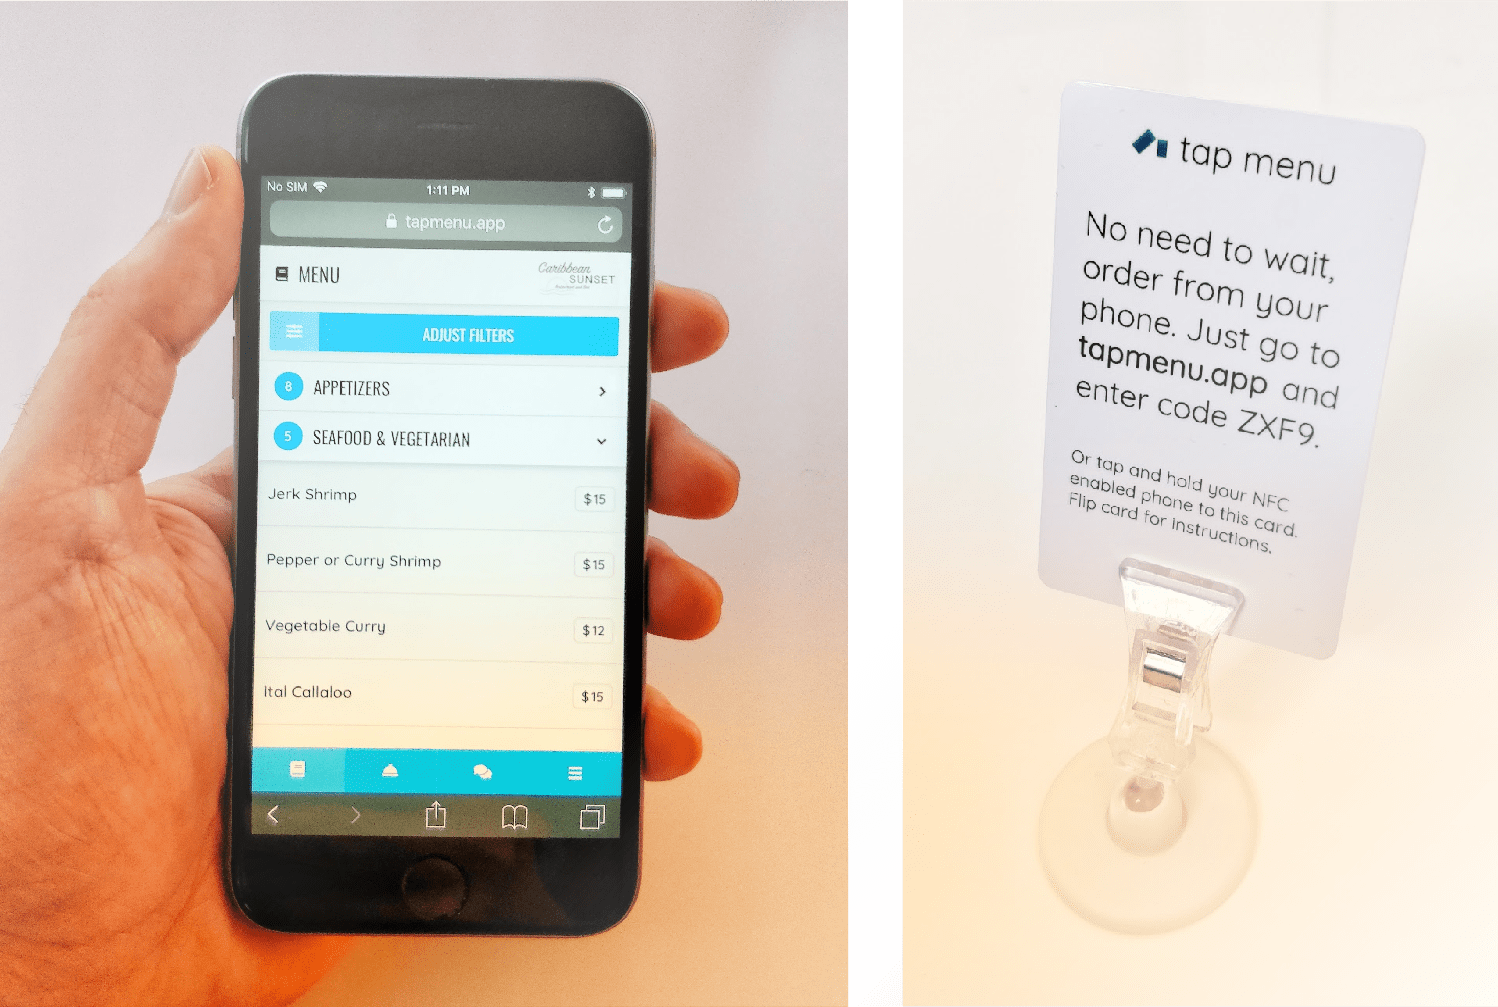 No SIM
1:11 PM
tapmenu.app
MENU
Caribbean
SUNSET
ADJUST FILTERS
8 APPETIZERS
5 SEAFOOD & VEGETARIAN
Jerk Shrimp $15
Pepper or Curry Shrimp $15
Vegetable Curry $12
Ital Callaloo $15
tap menu
No need to wait,
order from your
phone. Just go to
tapmenu.app and
enter code ZXF9.
Or tap and hold your NFC
enabled phone to this card.
Flip card for instructions.